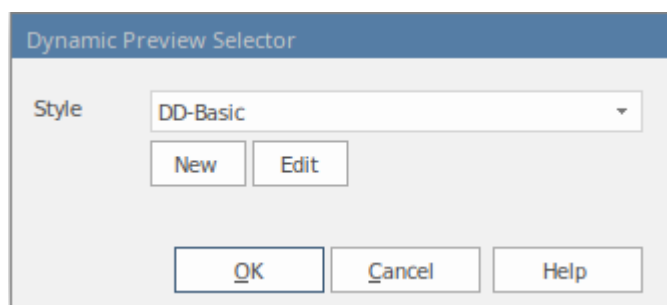 Dynamic Preview Selector
Style DD-Basic
New Edit
OK Cancel Help